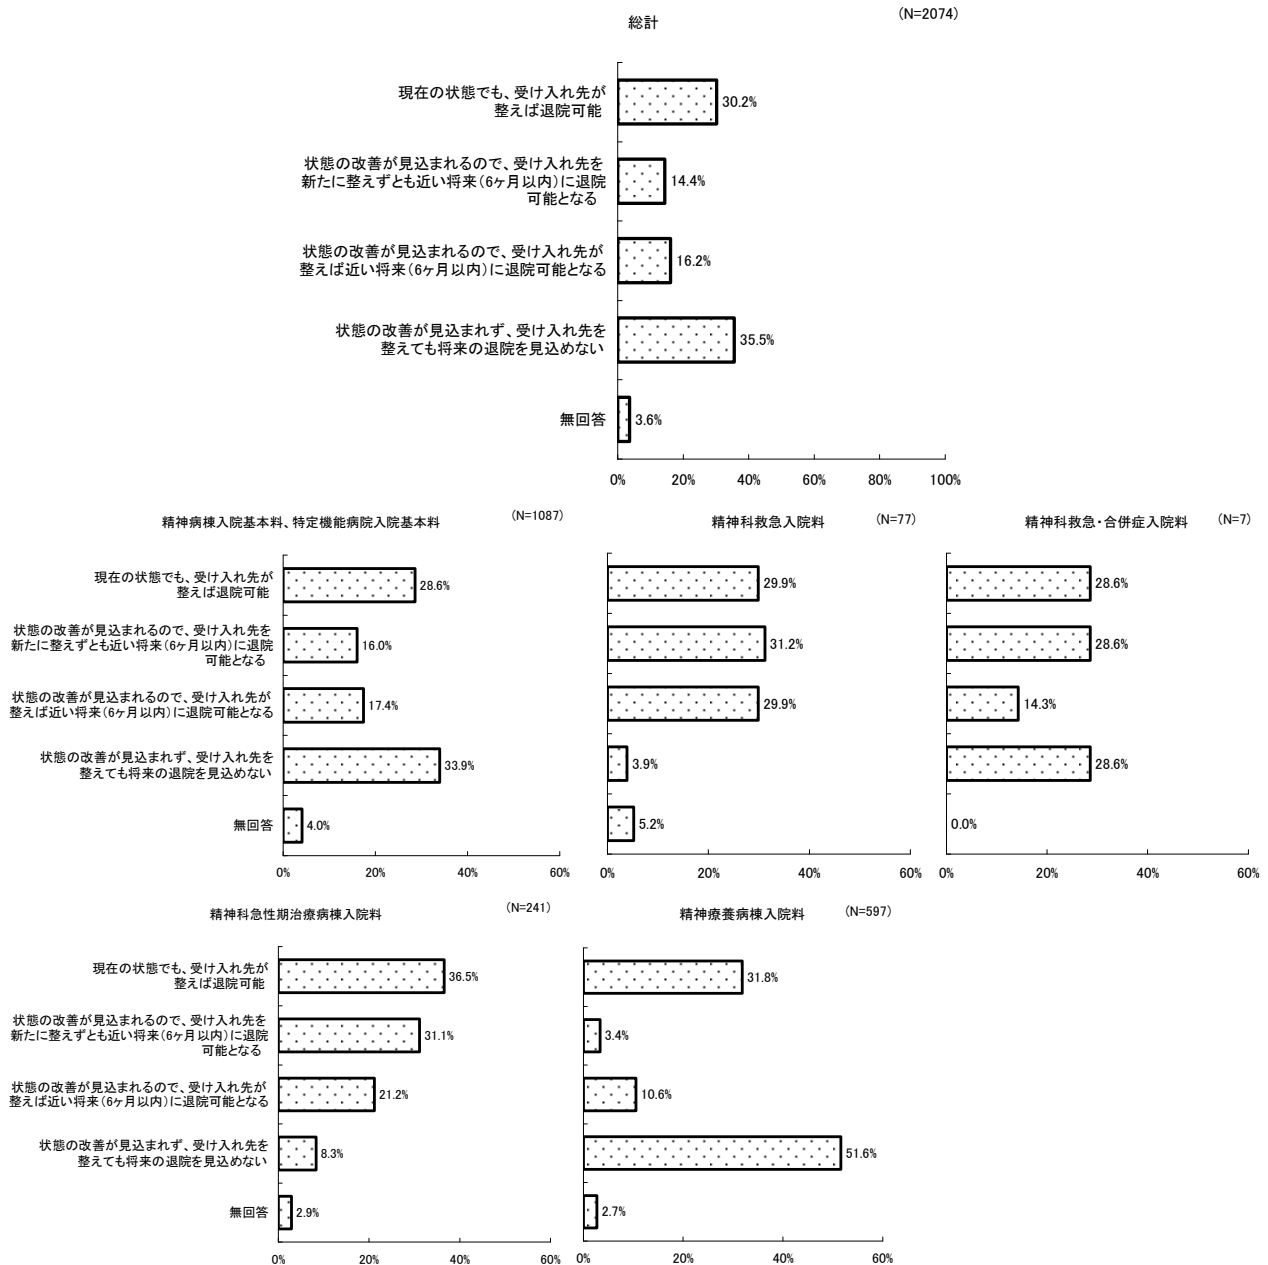 総計
(N=2074)
現在の状態でも、受け入れ先が
整えば退院可能
30.2%
状態の改善が見込まれるので、受け入れ先を
新たに整えずとも近い将来(6ヶ月以内)に退院
可能となる
14.4%
状態の改善が見込まれるので、受け入れ先が
整えば近い将来(6ヶ月以内)に退院可能となる
16.2%
状態の改善が見込まれず、受け入れ先を
整えても将来の退院を見込めない
35.5%
無回答
3.6%
0% 20% 40% 60% 80% 100%
精神病棟入院基本料、特定機能病院入院基本料
(N=1087)
現在の状態でも、受け入れ先が
整えば退院可能
28.6%
状態の改善が見込まれるので、受け入れ先を
新たに整えずとも近い将来(6ヶ月以内)に退院
可能となる
16.0%
状態の改善が見込まれるので、受け入れ先が
整えば近い将来(6ヶ月以内)に退院可能となる
17.4%
状態の改善が見込まれず、受け入れ先を
整えても将来の退院を見込めない
33.9%
無回答
4.0%
0% 20% 40% 60%
精神科救急入院料
(N=77)
29.9%
31.2%
29.9%
3.9%
5.2%
0% 20% 40% 60%
精神科救急・合併症入院料
(N=7)
28.6%
28.6%
14.3%
28.6%
0.0%
0% 20% 40% 60%
精神科急性期治療病棟入院料
(N=241)
現在の状態でも、受け入れ先が
整えば退院可能
36.5%
状態の改善が見込まれるので、受け入れ先を
新たに整えずとも近い将来(6ヶ月以内)に退院
可能となる
31.1%
状態の改善が見込まれるので、受け入れ先が
整えば近い将来(6ヶ月以内)に退院可能となる
21.2%
状態の改善が見込まれず、受け入れ先を
整えても将来の退院を見込めない
8.3%
無回答
2.9%
0% 20% 40% 60%
精神療養病棟入院料
(N=597)
31.8%
3.4%
10.6%
51.6%
2.7%
0% 20% 40% 60%